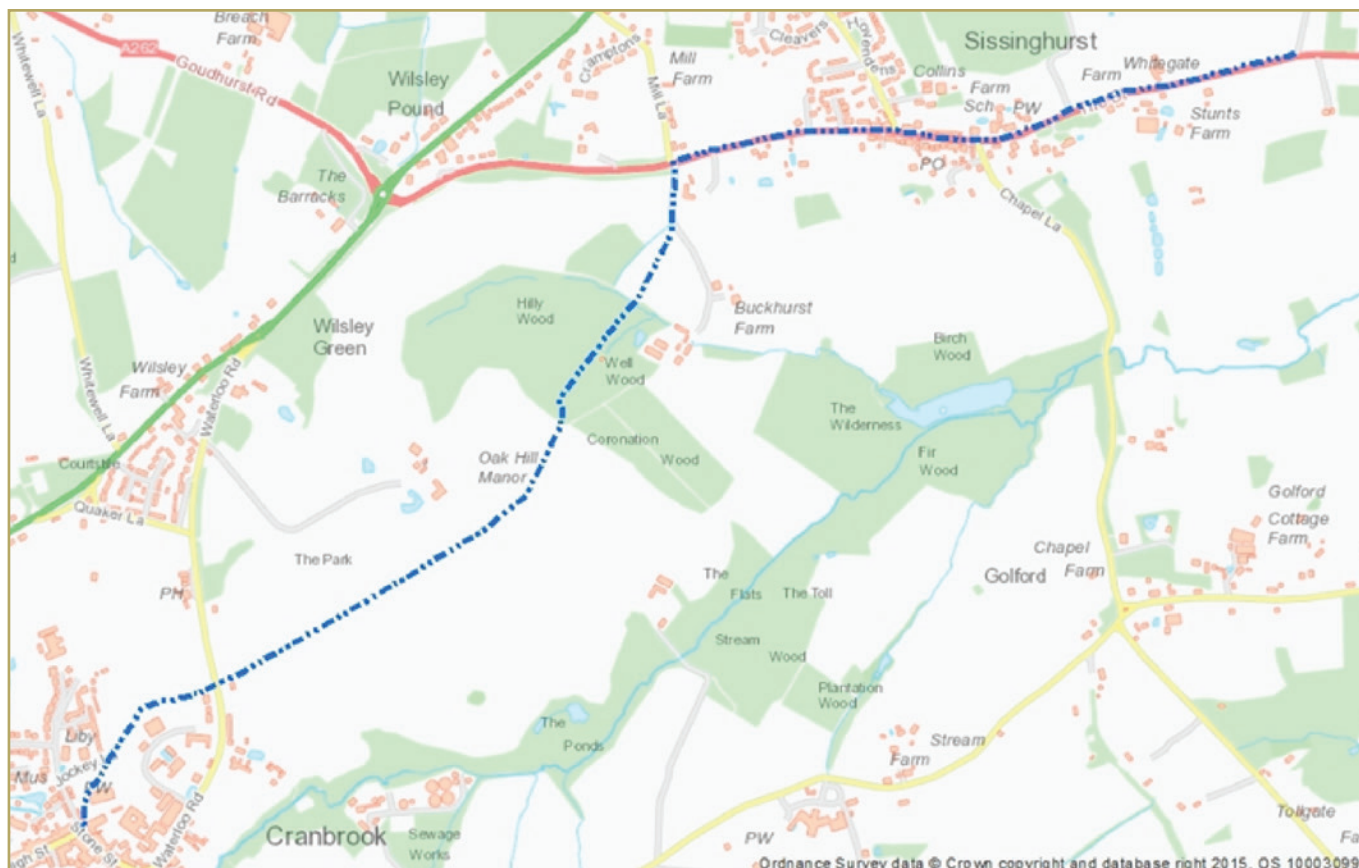 Breach
Farm
A262
Goudhurst Rd
Whitewell La
Wilsley
Pound
Cramptons
Mill La
Mill
Farm
Cleavers
Sissinghurst
Collins
Farm
Sch
PW
Farm
Whitegate
Stunts
Farm
PO
Chapel La
The
Barracks
Hilly
Wood
Buckhurst
Farm
Wilsley
Green
Well
Wood
Birch
Wood
Wilsley
Farm
Waterloo Rd
Whitewell La
The
Wilderness
Fir
Wood
Coronation
Wood
Oak Hill
Manor
Quaker La
The Park
Golford
Cottage
Farm
Chapel
Farm
Golford
The
Flats
The Toll
Stream
Wood
PH
Plantation
Wood
The
Ponds
Stream
Farm
Liby
Mus
Jockey
Stone St
Waterloo Rd
Cranbrook
Sewage
Works
PW
Tollgate
Ordnance Survey data © Crown copyright and database right 2015. OS 1000309